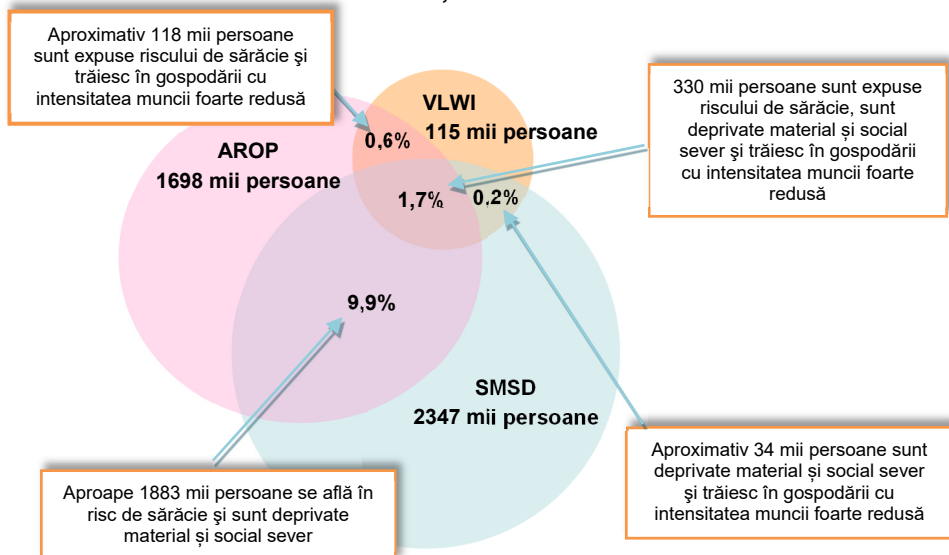 Aproximativ 118 mii persoane
sunt expuse riscului de sărăcie şi
trăiesc în gospodării cu
intensitatea muncii foarte redusă
VLWI
115 mii persoane
330 mii persoane sunt expuse
riscului de sărăcie, sunt
deprivate material și social
sever și trăiesc în gospodării
cu intensitatea muncii foarte
redusă
AROP
1698 mii persoane
0,6%
1,7%
0,2%
9,9%
SMSD
2347 mii persoane
Aproape 1883 mii persoane se află în
risc de sărăcie şi sunt deprivate
material și social sever
Aproximativ 34 mii persoane sunt
deprivate material și social sever
şi trăiesc în gospodării cu
intensitatea muncii foarte redusă